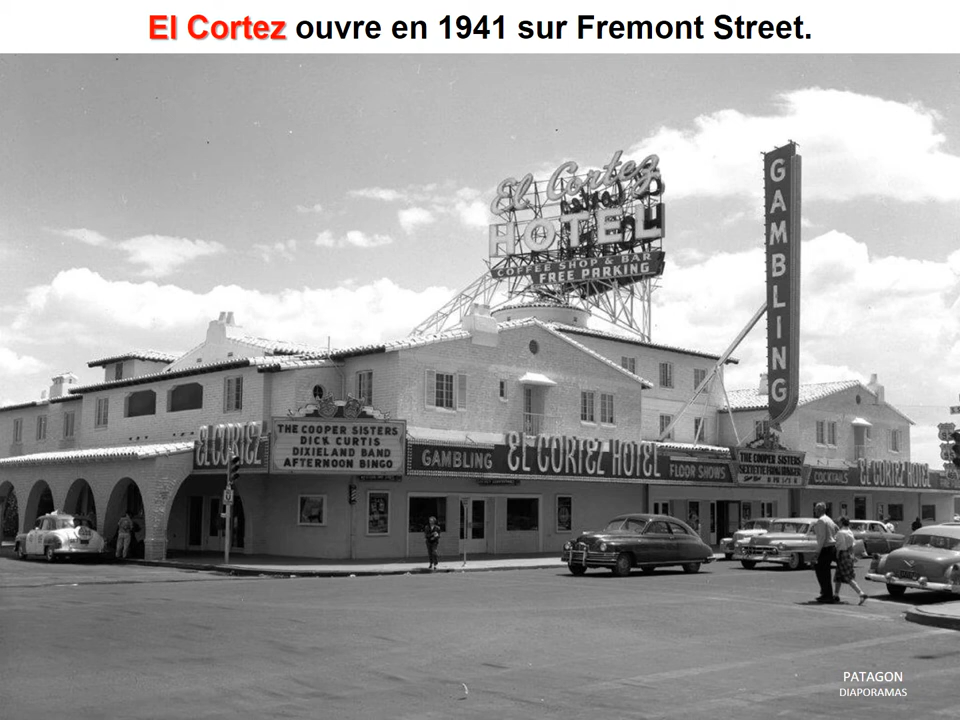 El Cortez ouvre en 1941 sur Fremont Street.
El Cortez
HOTEL
COFFEE SHOP & BAR
FREE PARKING
GAMBLING
EL CORTEZ
THE COOPER SISTERS
DICK CURTIS
DIXIELAND BAND
AFTERNOON BINGO
GAMBLING
EL CORTEZ HOTEL
FLOOR SHOWS
THE COOPER SISTERS
COCKTAILS
EL CORTEZ HOTEL
PATAGON
DIAPORAMAS